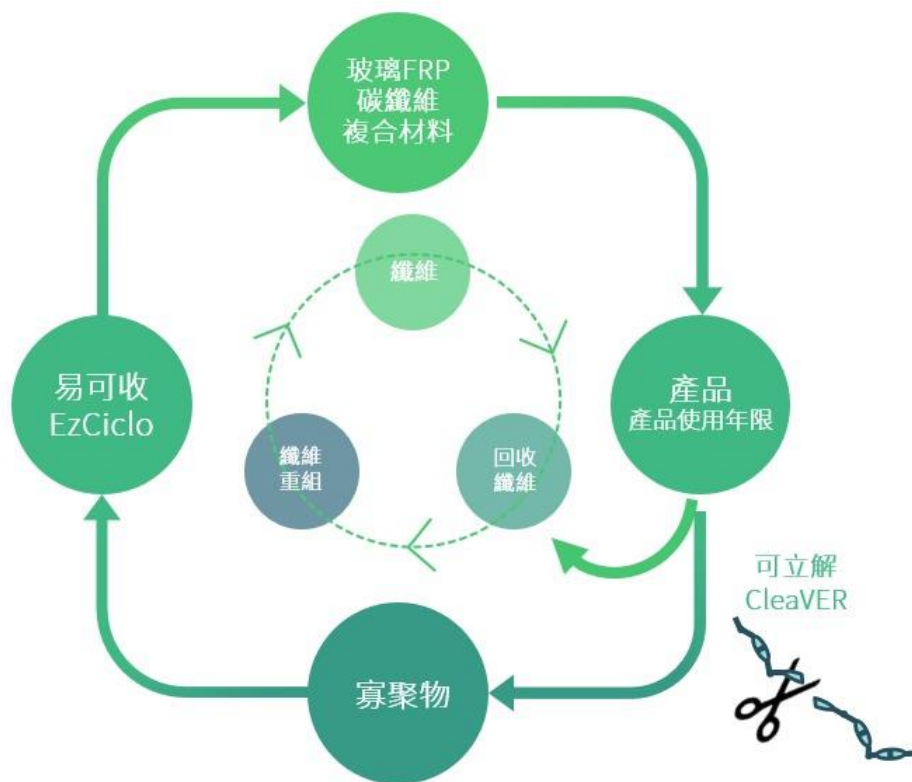 玻璃FRP
碳纖維
複合材料
纖維
易可收
EzCiclo
產品
產品使用年限
纖維
重組
回收
纖維
可立解
CleaVER
寡聚物